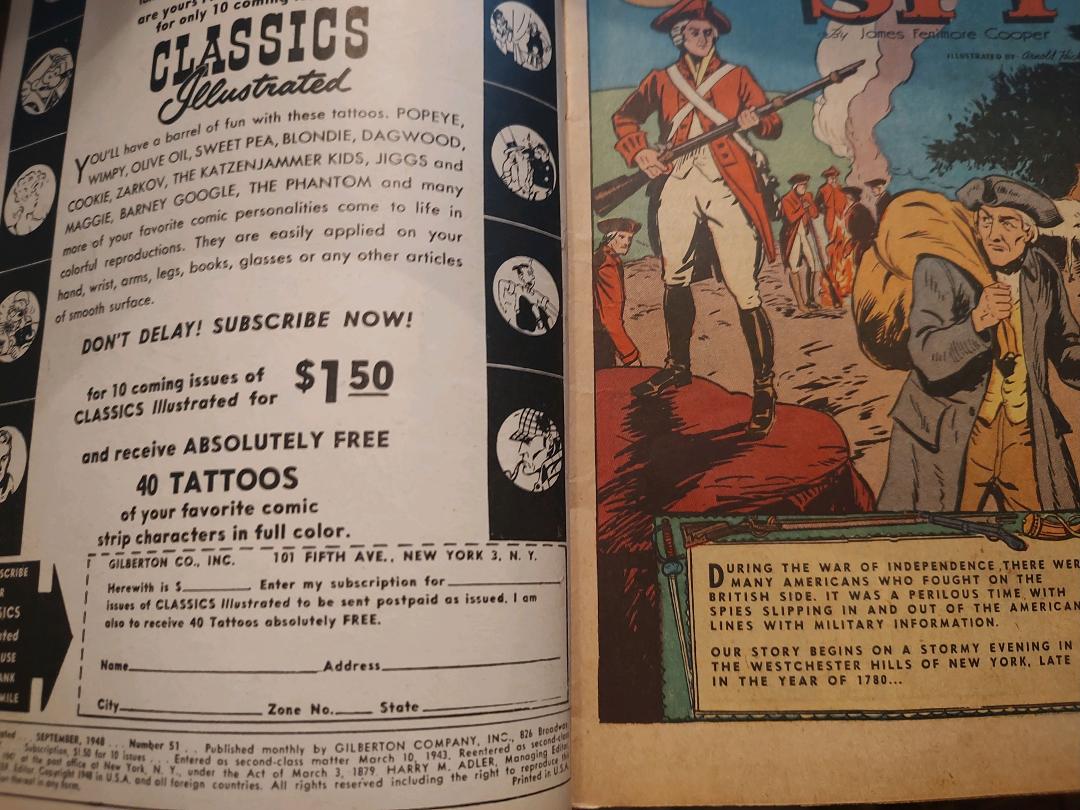 are yours
for only 10 coming
CLASSICS
Illustrated
YOU'LL have a barrel of fun with these tattoos. POPEYE,
WIMPY, OLIVE OIL, SWEET PEA, BLONDIE, DAGWOOD,
COOKIE, ZARKOV, THE KATZENJAMMER KIDS, JIGGS and
MAGGIE, BARNEY GOOGLE, THE PHANTOM and many
more of your favorite comic personalities come to life in
colorful reproductions. They are easily applied on your
hand, wrist, arms, legs, books, glasses or any other articles
of smooth surface.
DON'T DELAY! SUBSCRIBE NOW!
for 10 coming issues of
CLASSICS Illustrated for $1 50
and receive ABSOLUTELY FREE
40 TATTOOS
of your favorite comic
strip characters in full color.
GILBERTON CO., INC. 101 FIFTH AVE., NEW YORK 3, N. Y.
Herewith is $ Enter my subscription for
issues of CLASSICS Illustrated to be sent postpaid as issued. I am
also to receive 40 Tattoos absolutely FREE.
Name Address
City Zone No. State
SEPTEMBER, 1948 . . . Number 51 . . Published monthly by GILBERTON COMPANY, INC., 826 Broadway
Subscription, $1.50 for 10 issues . . . Entered as second-class matter March 10, 1943. Reentered as second-class
at the post office at New York, N. Y., under the Act of March 3, 1879. HARRY M. ADLER, Managing Editor
Editor. Copyright 1948 in U.S.A. and all foreign countries. All rights reserved including the right to reproduce this
thereof in any form. Printed in U.S.A.
SPY
By James Fenimore Cooper
ILLUSTRATED BY Arnold
DURING THE WAR OF INDEPENDENCE, THERE WERE
MANY AMERICANS WHO FOUGHT ON THE
BRITISH SIDE. IT WAS A PERILOUS TIME, WITH
SPIES SLIPPING IN AND OUT OF THE AMERICAN
LINES WITH MILITARY INFORMATION.
OUR STORY BEGINS ON A STORMY EVENING IN
THE WESTCHESTER HILLS OF NEW YORK, LATE
IN THE YEAR OF 1780...